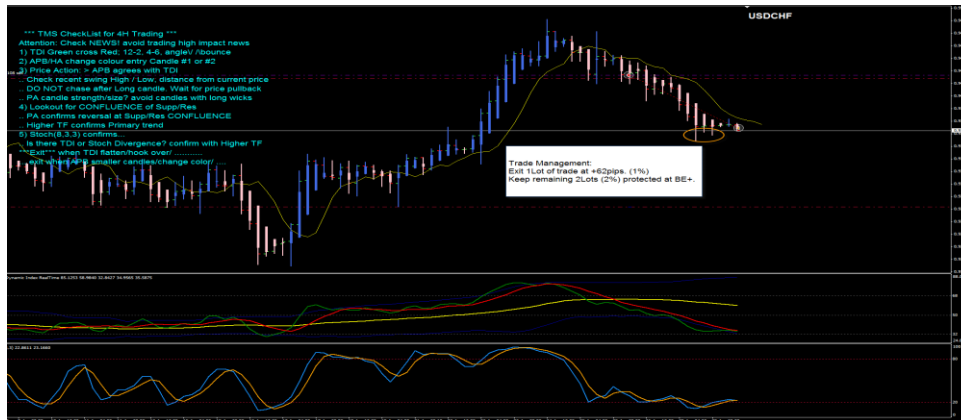 USDCHF
*** TMS CheckList for 4H Trading ***
Attention: Check NEWS! avoid trading high impact news
1) TDI Green cross Red; 12-2, 4-6, angle\/ /\bounce
2) APB/HA change colour entry Candle #1 or #2
3) Price Action: > APB agrees with TDI
.. Check recent swing High / Low, distance from current price
.. DO NOT chase after Long candle. Wait for price pullback
.. PA candle strength/size? avoid candles with long wicks
4) Lookout for CONFLUENCE of Supp/Res
.. PA confirms reversal at Supp/Res CONFLUENCE
.. Higher TF confirms Primary trend
5) Stoch(8,3,3) confirms...
.. Is there TDI or Stoch Divergence? confirm with Higher TF
***Exit*** when TDI flatten/hook over/
.. exit when APB smaller candles/change color/ ....
Trade Management:
Exit 1Lot of trade at +62pips. (1%)
Keep remaining 2Lots (2%) protected at BE+.
Dynamic Index RealTime
100
80
20